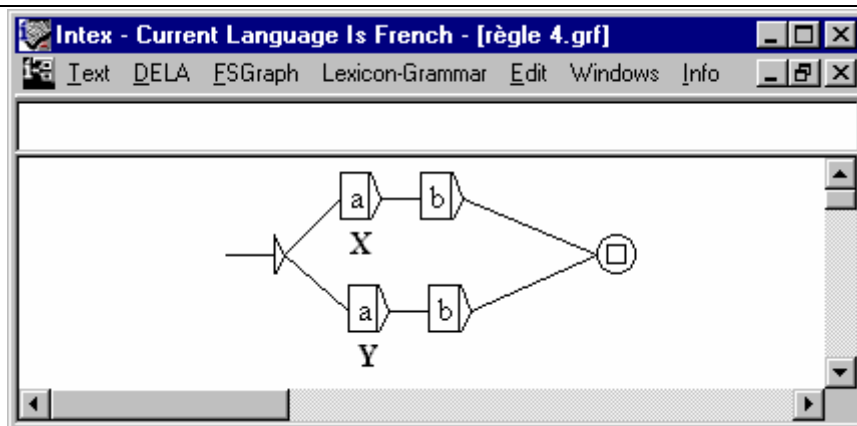 Intex - Current Language Is French - [règle 4.grf]
Text DELA FSGraph Lexicon-Grammar Edit Windows Info
a b
X
a b
Y